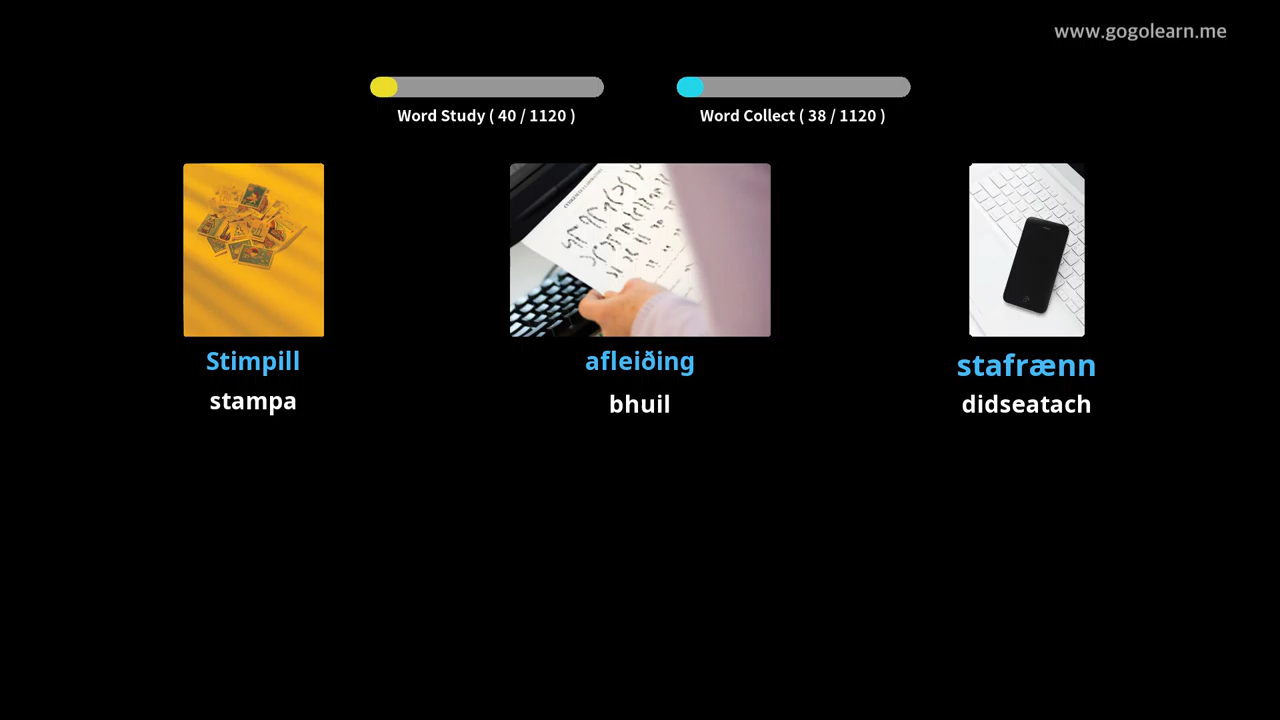 www.gogolearn.me
Word Study ( 40 / 1120 )
Word Collect ( 38 / 1120 )
Stimpill
afleiðing
stafrænn
stampa
bhuil
didseatach